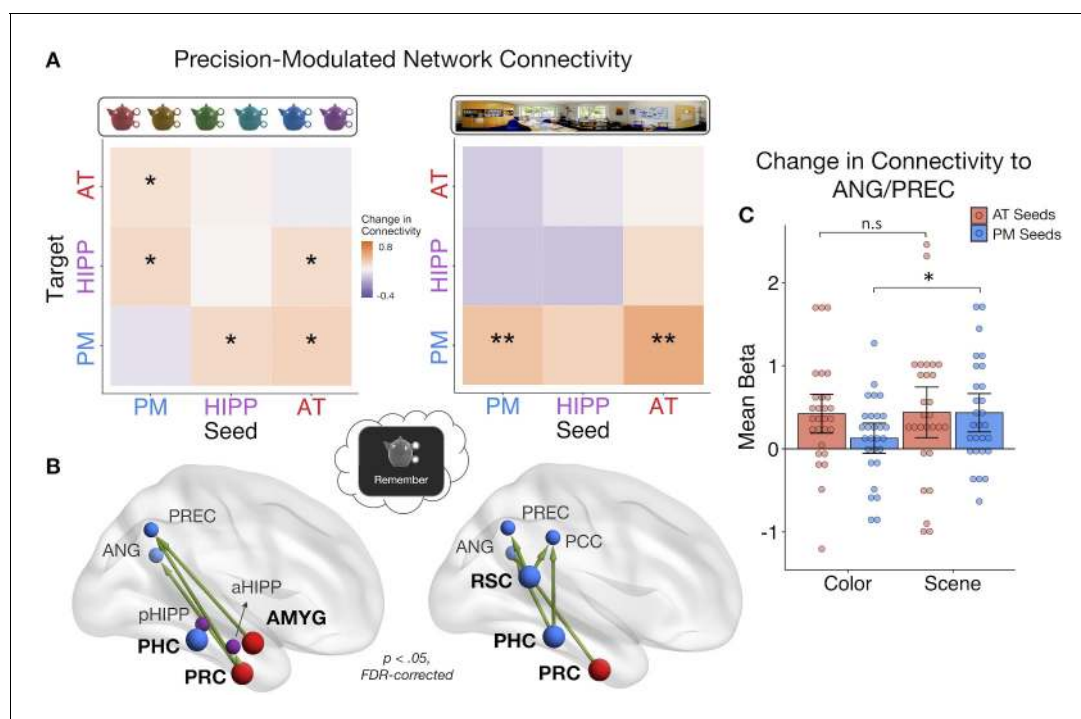 A
Precision-Modulated Network Connectivity
Target
AT
HIPP
PM
*
*
*
*
*
Change in
Connectivity
0.8
-0.4
**
**
PM
HIPP
AT
Seed
PM
HIPP
AT
Seed
Change in Connectivity to
ANG/PREC
C
AT Seeds
PM Seeds
n.s
*
Mean Beta
2
1
0
-1
Color
Scene
B
Remember
PREC
ANG
aHIPP
pHIPP
AMYG
PHC
PRC
p < .05,
FDR-corrected
PREC
ANG
PCC
RSC
PHC
PRC